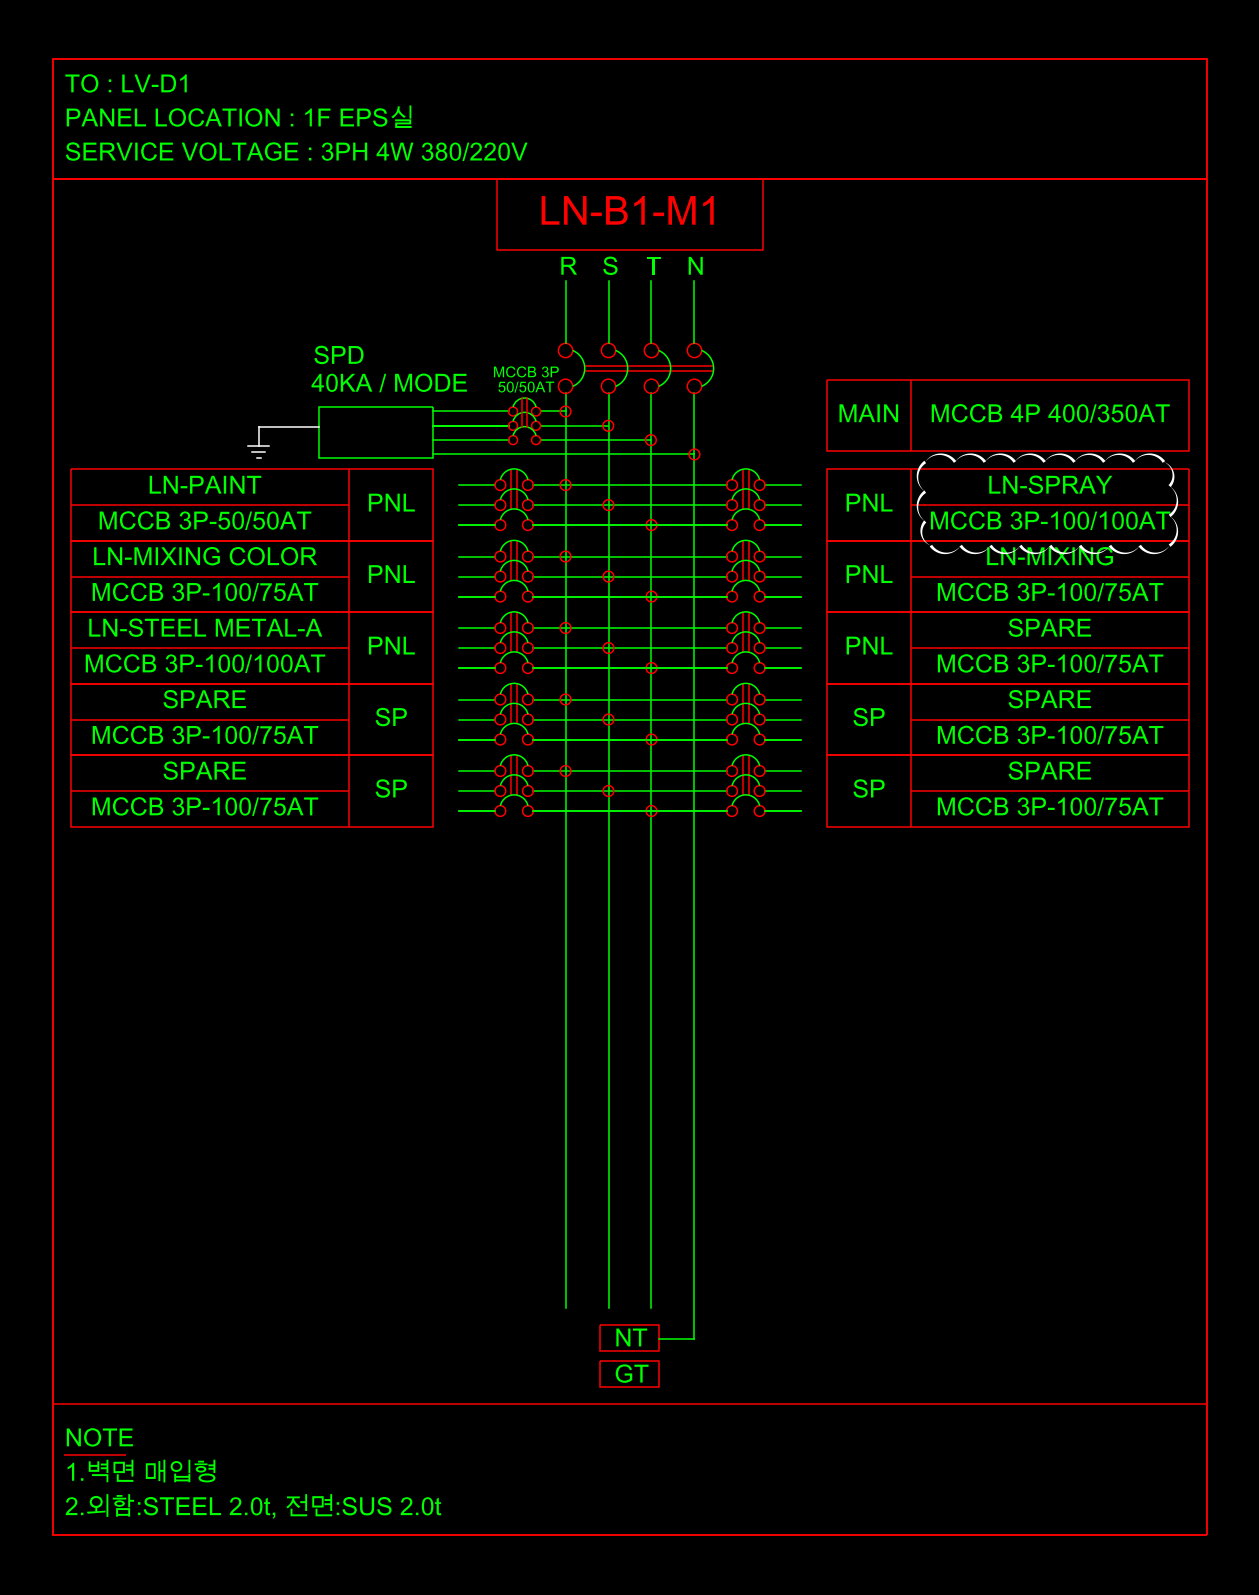 TO : LV-D1
PANEL LOCATION : 1F EPS실
SERVICE VOLTAGE : 3PH 4W 380/220V
LN-B1-M1
R S T N
SPD
40KA / MODE
MCCB 3P
50/50AT
MAIN MCCB 4P 400/350AT
LN-PAINT
MCCB 3P-50/50AT
PNL
LN-MIXING COLOR
MCCB 3P-100/75AT
PNL
LN-STEEL METAL-A
MCCB 3P-100/100AT
PNL
SPARE
MCCB 3P-100/75AT
SP
SPARE
MCCB 3P-100/75AT
SP
PNL
LN-SPRAY
MCCB 3P-100/100AT
PNL
LN-MIXING
MCCB 3P-100/75AT
PNL
SPARE
MCCB 3P-100/75AT
SP
SPARE
MCCB 3P-100/75AT
SP
SPARE
MCCB 3P-100/75AT
NT
GT
NOTE
1.벽면 매입형
2.외함:STEEL 2.0t, 전면:SUS 2.0t